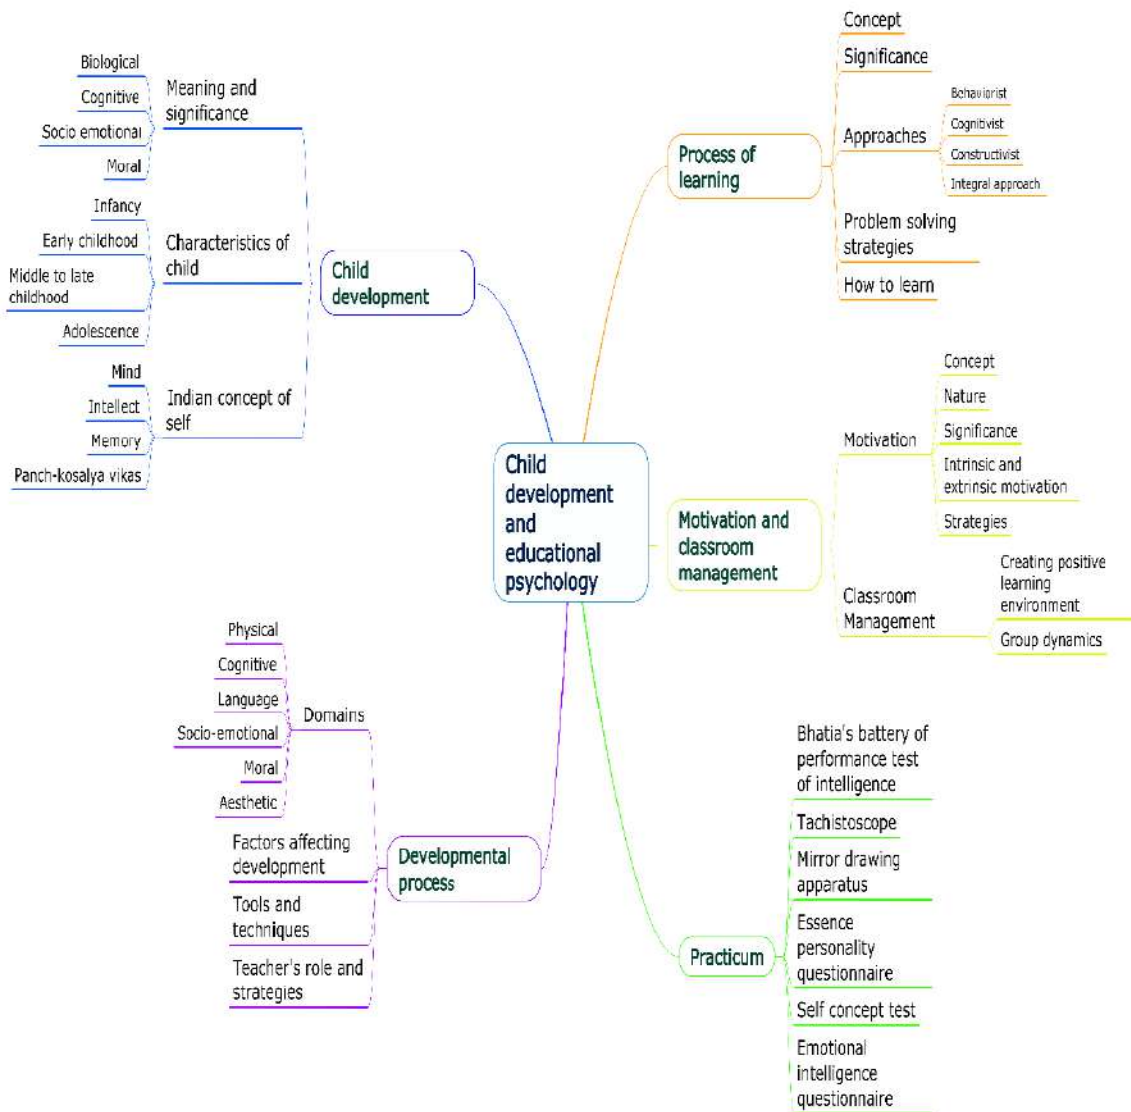 Child
development
and
educational
psychology
Child
development
Meaning and
significance
Biological
Cognitive
Socio emotional
Moral
Characteristics of
child
Infancy
Early childhood
Middle to late
childhood
Adolescence
Indian concept of
self
Mind
Intellect
Memory
Panch-kosalya vikas
Process of
learning
Concept
Significance
Approaches
Behaviorist
Cognitivist
Constructivist
Integral approach
Problem solving
strategies
How to learn
Motivation and
classroom
management
Motivation
Concept
Nature
Significance
Intrinsic and
extrinsic motivation
Strategies
Classroom
Management
Creating positive
learning
environment
Group dynamics
Developmental
process
Domains
Physical
Cognitive
Language
Socio-emotional
Moral
Aesthetic
Factors affecting
development
Tools and
techniques
Teacher's role and
strategies
Practicum
Bhatia's battery of
performance test
of intelligence
Tachistoscope
Mirror drawing
apparatus
Essence
personality
questionnaire
Self concept test
Emotional
intelligence
questionnaire